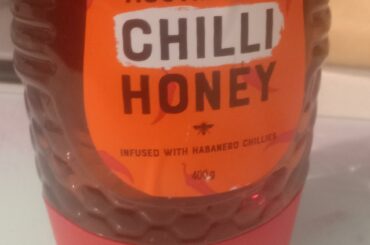 CHILLI
HONEY
INFUSED WITH HABANERO CHILLIES
400g